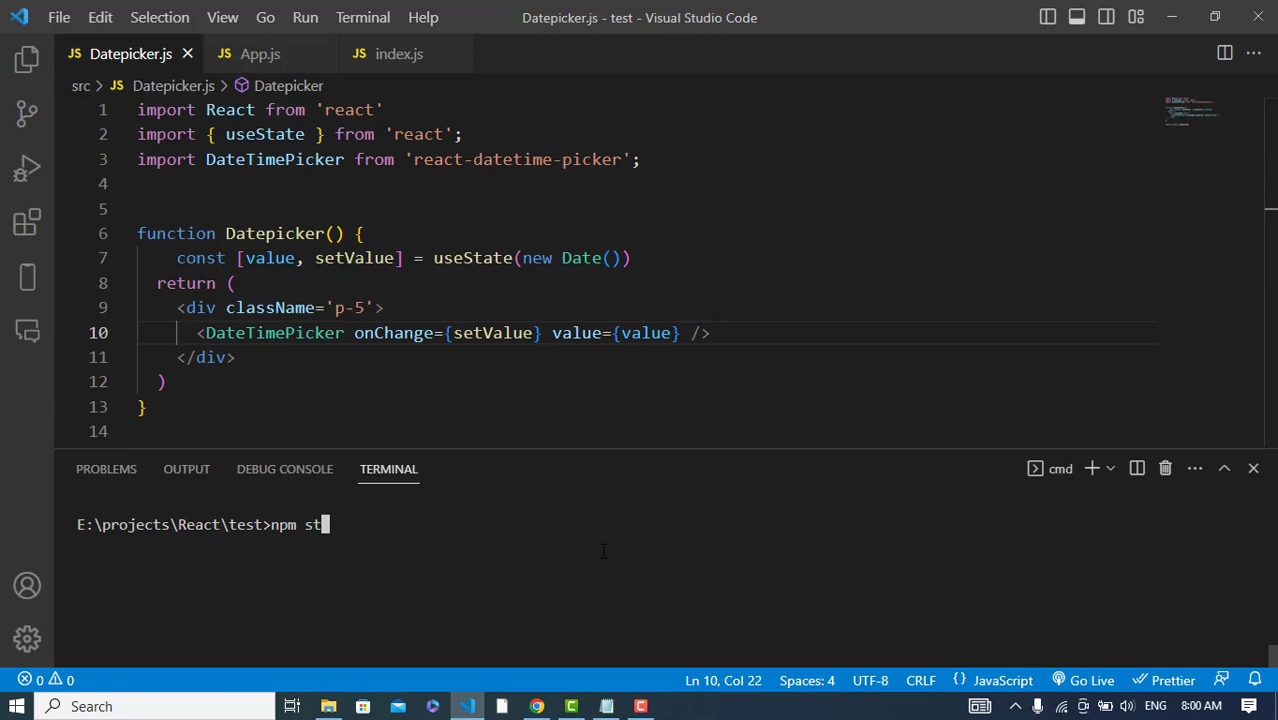 File Edit Selection View Go Run Terminal Help Datepicker.js - test - Visual Studio Code
JS Datepicker.js JS App.js JS index.js
src > JS Datepicker.js > Datepicker
1 import React from 'react'
2 import { useState } from 'react';
3 import DateTimePicker from 'react-datetime-picker';
4
5
6 function Datepicker() {
7 const [value, setValue] = useState(new Date())
8 return (
9 <div className='p-5'>
10 <DateTimePicker onChange={setValue} value={value} />
11 </div>
12 )
13 }
14
PROBLEMS OUTPUT DEBUG CONSOLE TERMINAL cmd
E:\projects\React\test>npm st
0 0 Ln 10, Col 22 Spaces: 4 UTF-8 CRLF {} JavaScript Go Live Prettier
Search ENG 8:00 AM